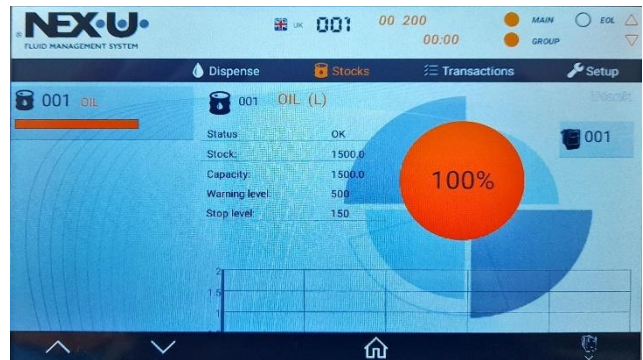 NEX·U·
FLUID MANAGEMENT SYSTEM
UK 001 00 200 MAIN EOL
00:00 GROUP
Dispense Stocks Transactions Setup
001 OIL
001 OIL (L)
Status OK
Stock: 1500.0
Capacity: 1500.0
Warning level: 500
Stop level: 150
100%
001
2
1.5
1